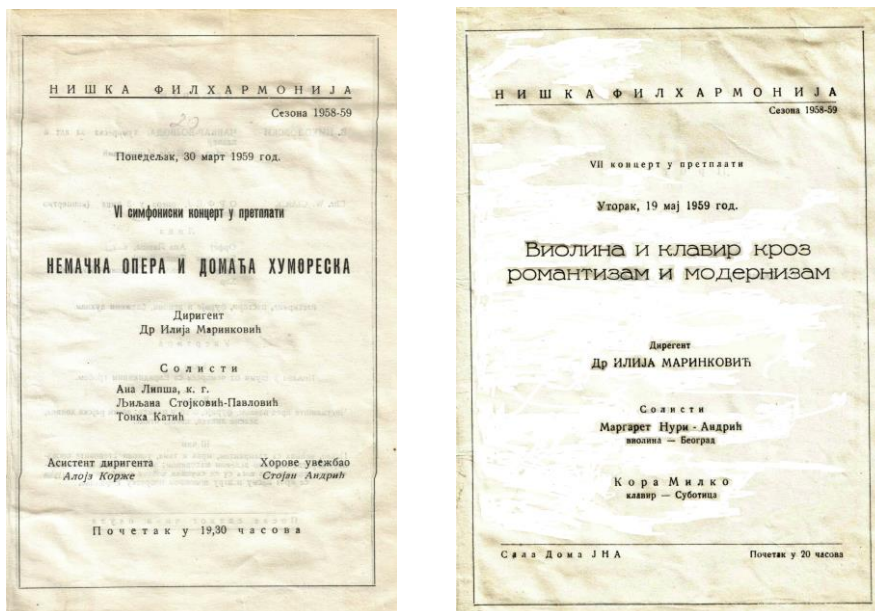 НИШКА ФИЛХАРМОНИЈА
Сезона 1958-59
20
Понедељак, 30 март 1959 год.
VI симфониски концерт у претплати
НЕМАЧКА ОПЕРА И ДОМАЋА ХУМОРЕСКА
Диригент
Др Илија Маринковић
Солисти
Ана Липша, к. г.
Љиљана Стојковић-Павловић
Тонка Катић
Асистент диригента
Алојз Корже
Хорове увежбао
Стојан Андрић
Почетак у 19,30 часова
НИШКА ФИЛХАРМОНИЈА
Сезона 1958-59
VII концерт у претплати
Уторак, 19 мај 1959 год.
Виолина и клавир кроз
романтизам и модернизам
Дирегент
Др ИЛИЈА МАРИНКОВИЋ
Солисти
Маргарет Нури - Андрић
виолина — Београд
Кора Милко
клавир — Суботица
Сала Дома ЈНА
Почетак у 20 часова